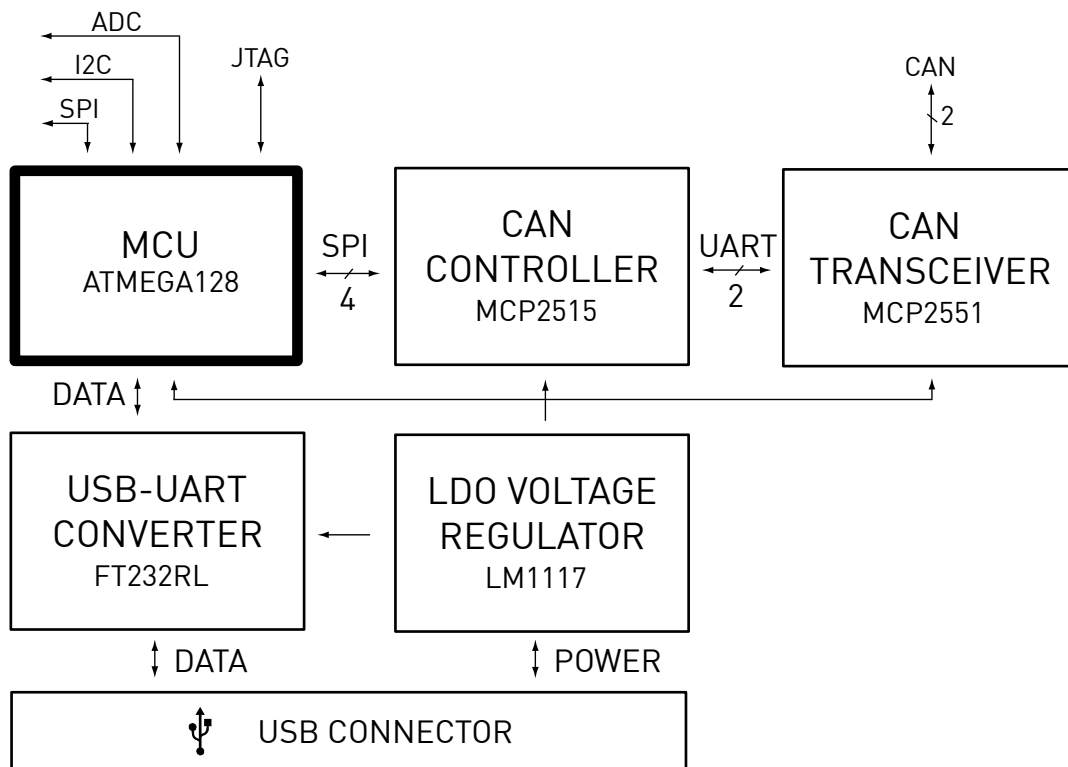 ADC
I2C
SPI
JTAG
CAN
2
MCU
ATMEGA128
SPI
4
CAN
CONTROLLER
MCP2515
UART
2
CAN
TRANSCEIVER
MCP2551
DATA
USB-UART
CONVERTER
FT232RL
LDO VOLTAGE
REGULATOR
LM1117
DATA
POWER
USB CONNECTOR